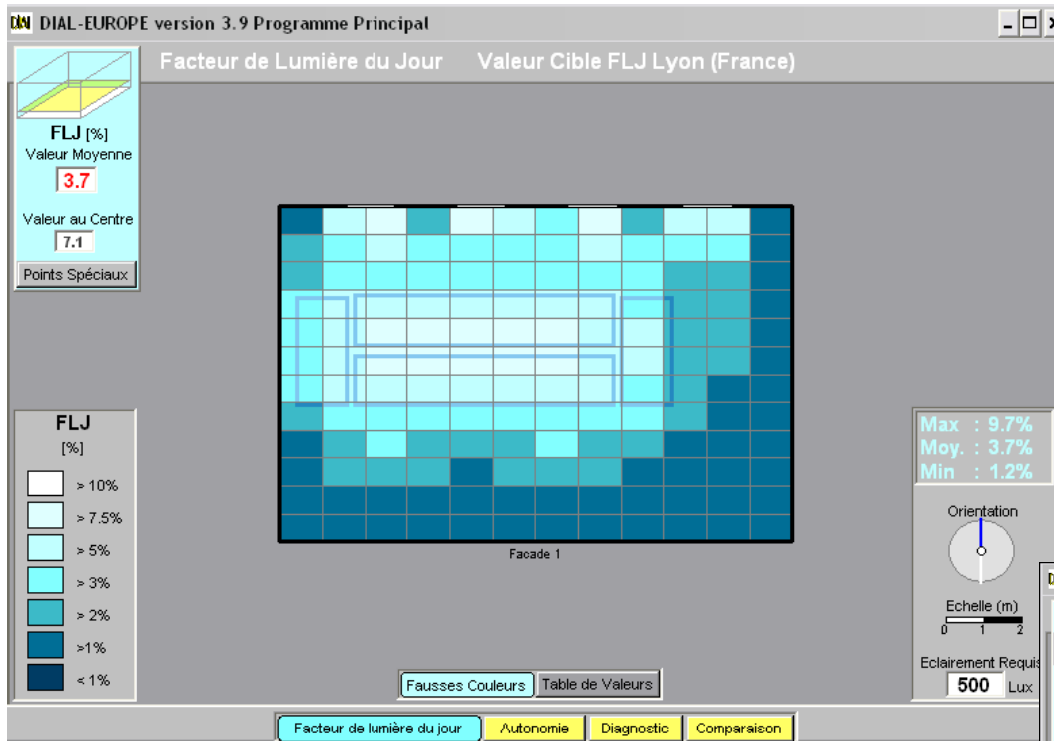 DIAL-EUROPE version 3.9 Programme Principal
Facteur de Lumière du Jour Valeur Cible FLJ Lyon (France)
FLJ [%]
Valeur Moyenne
3.7
Valeur au Centre
7.1
Points Spéciaux
FLJ
[%]
> 10%
> 7.5%
> 5%
> 3%
> 2%
>1%
< 1%
Facade 1
Max : 9.7%
Moy. : 3.7%
Min : 1.2%
Orientation
Echelle (m)
0 1 2
Eclairement Requis
500 Lux
Fausses Couleurs Table de Valeurs
Facteur de lumière du jour Autonomie Diagnostic Comparaison